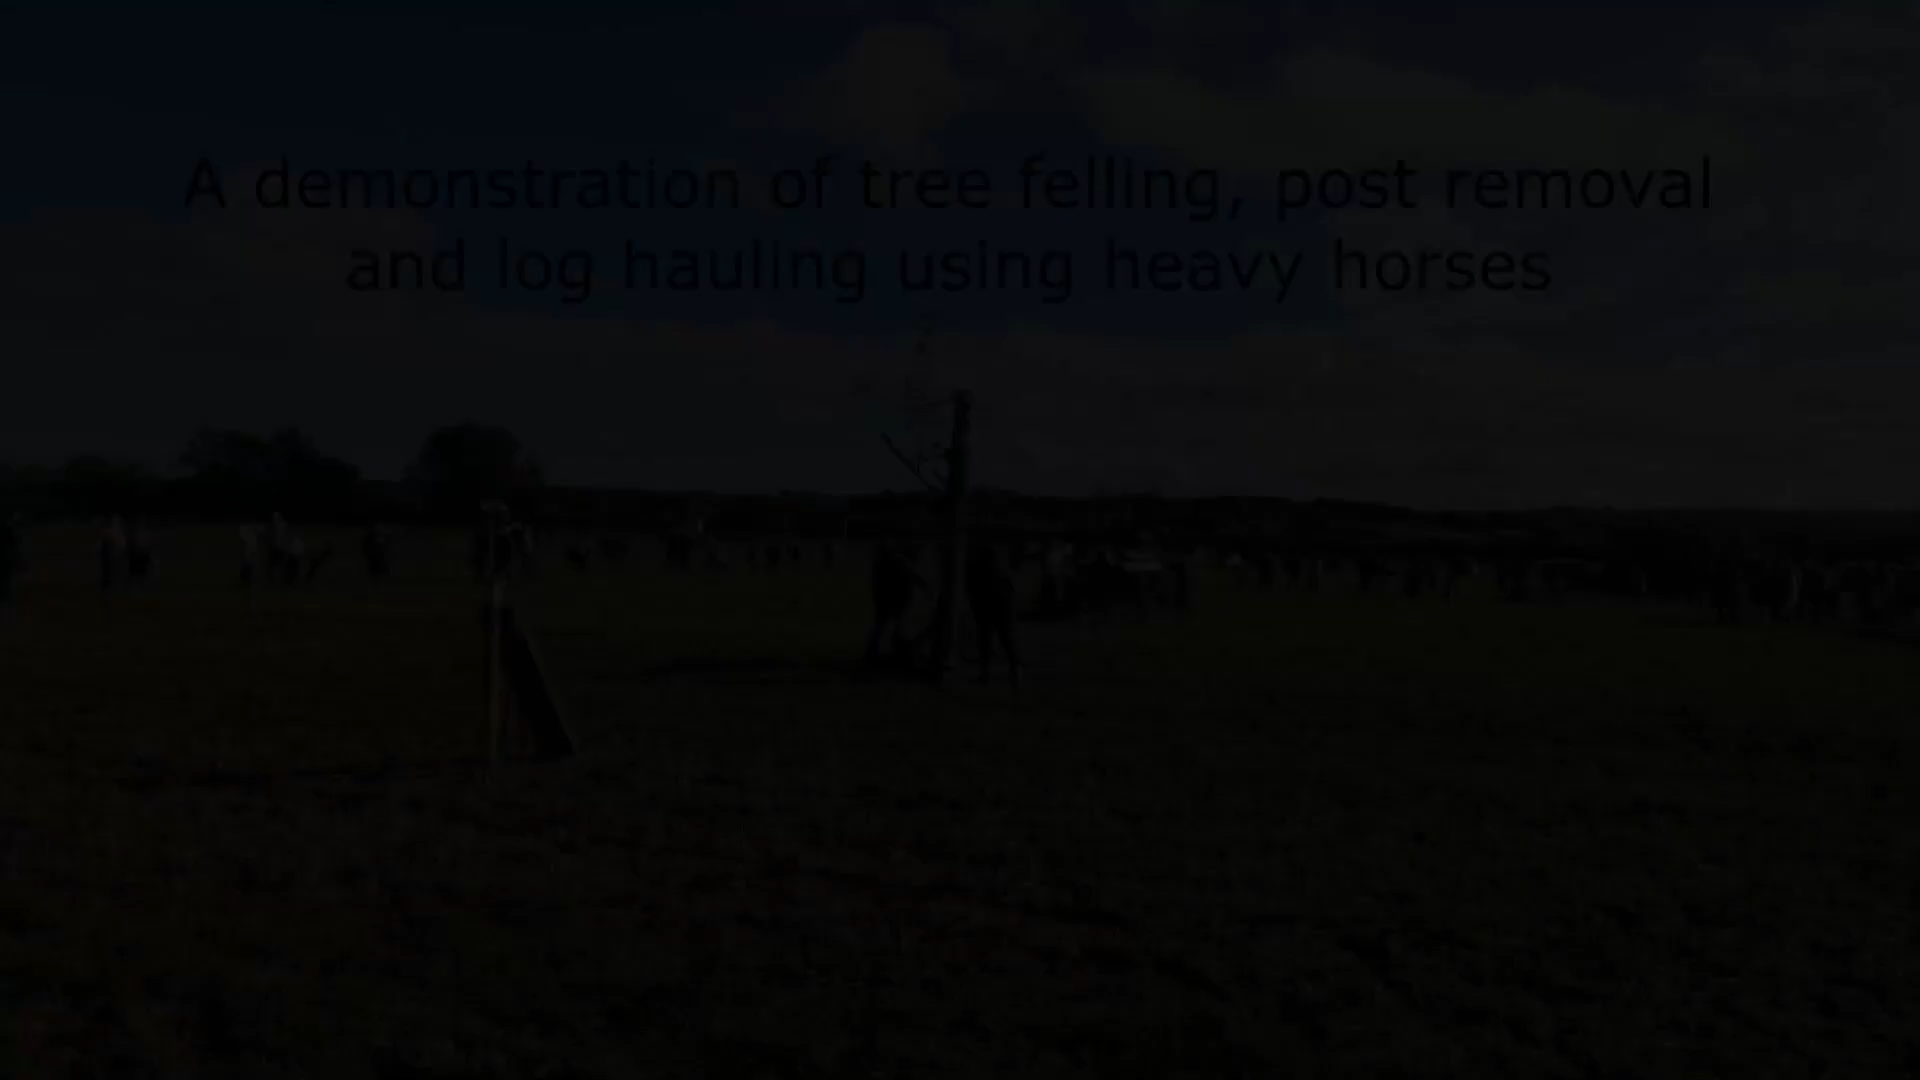 A demonstration of tree felling, post removal
and log hauling using heavy horses